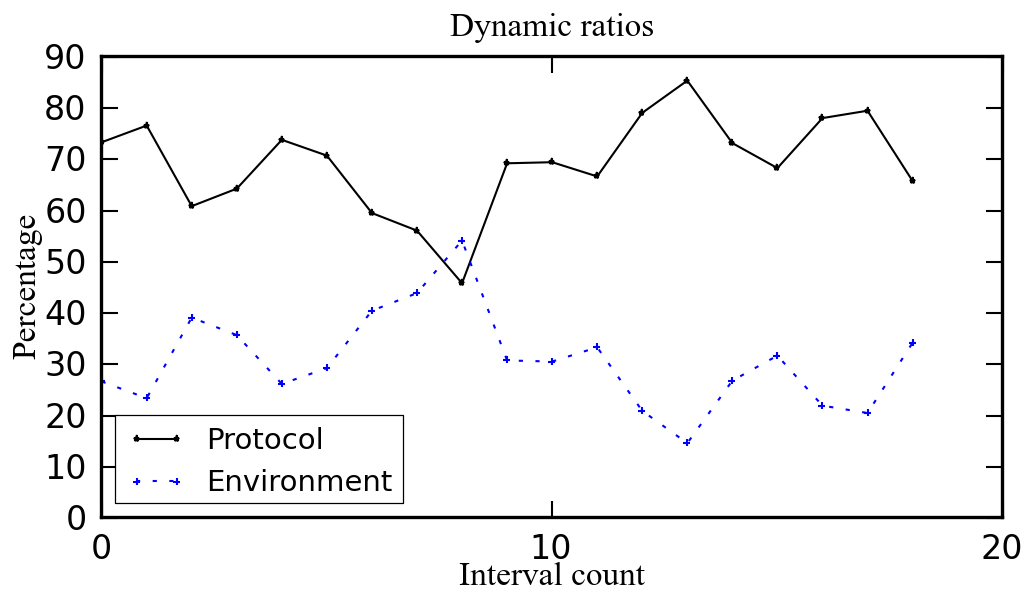 Dynamic ratios
90
80
70
60
50
40
30
20
10
0
Percentage
Protocol
Environment
0 10 20
Interval count